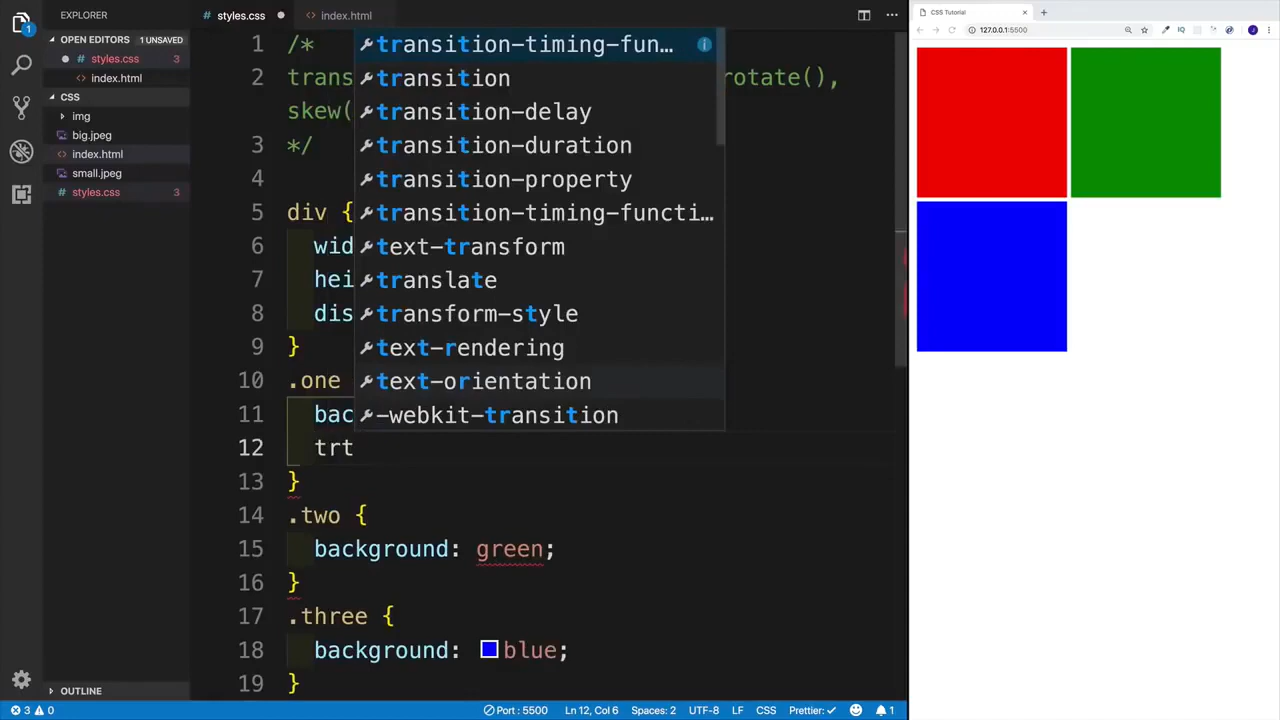 EXPLORER
OPEN EDITORS 1 UNSAVED
styles.css 3
index.html
CSS
img
big.jpeg
index.html
small.jpeg
styles.css 3
OUTLINE
styles.css
index.html
1 /*
2 trans rotate(),
skew(
3 */
4
5 div {
6 wid
7 hei
8 dis
9 }
10 .one
11 bac
12 trt
13 }
14 .two {
15 background: green;
16 }
17 .three {
18 background: blue;
19 }
transition-timing-fun…
transition
transition-delay
transition-duration
transition-property
transition-timing-functi…
text-transform
translate
transform-style
text-rendering
text-orientation
-webkit-transition
3 0
Port : 5500
Ln 12, Col 6
Spaces: 2
UTF-8
LF
CSS
Prettier: ✓
1
CSS Tutorial
127.0.0.1:5500